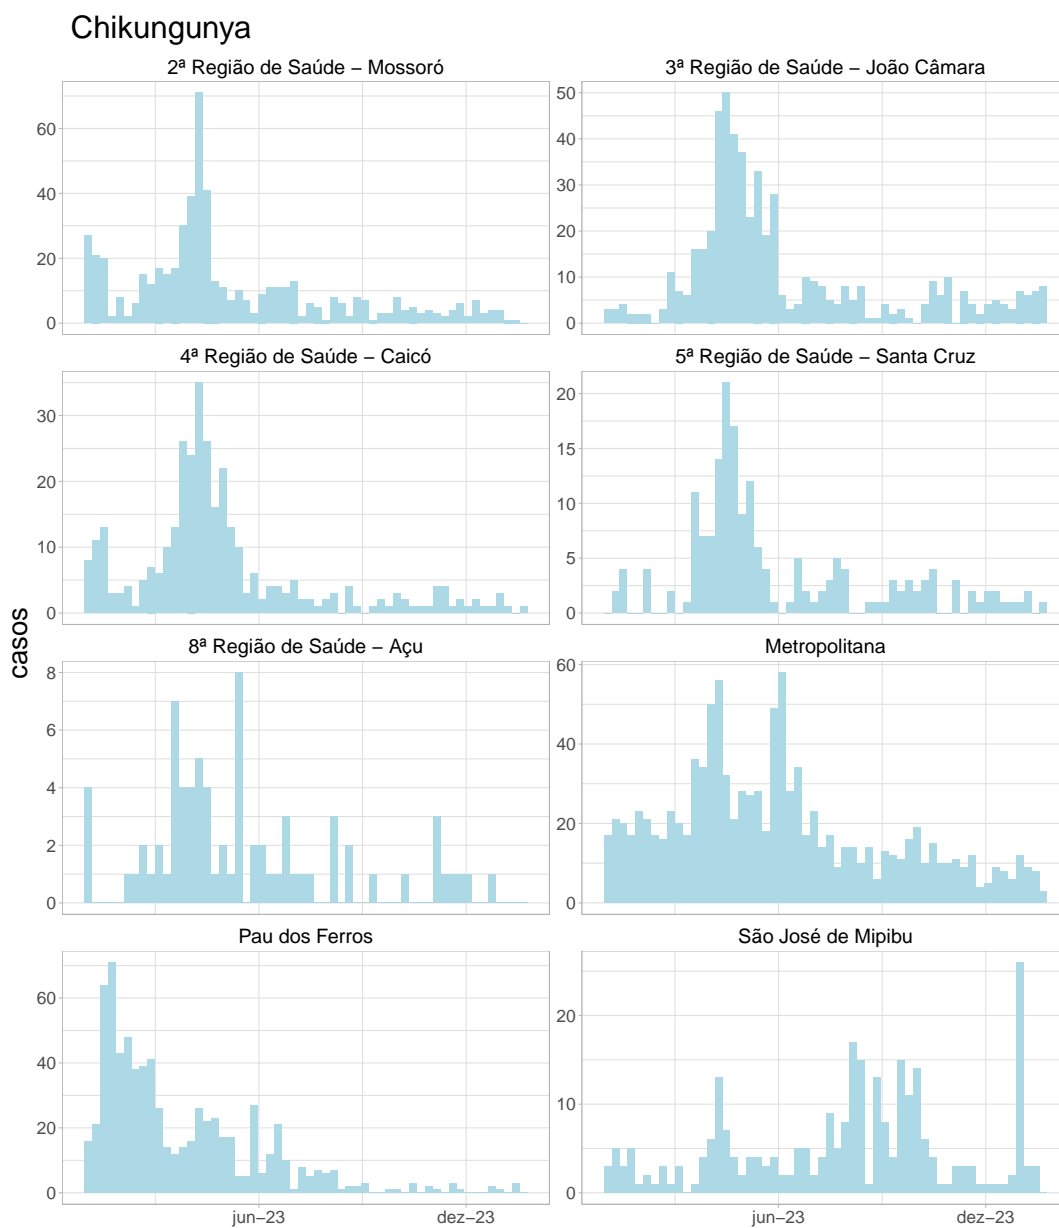 Chikungunya
2ª Região de Saúde − Mossoró
3ª Região de Saúde − João Câmara
60
40
20
0
50
40
30
20
10
0
4ª Região de Saúde − Caicó
5ª Região de Saúde − Santa Cruz
30
20
10
0
20
15
10
5
0
casos
8ª Região de Saúde − Açu
Metropolitana
8
6
4
2
0
60
40
20
0
Pau dos Ferros
São José de Mipibu
60
40
20
0
20
10
0
jun−23
dez−23
jun−23
dez−23